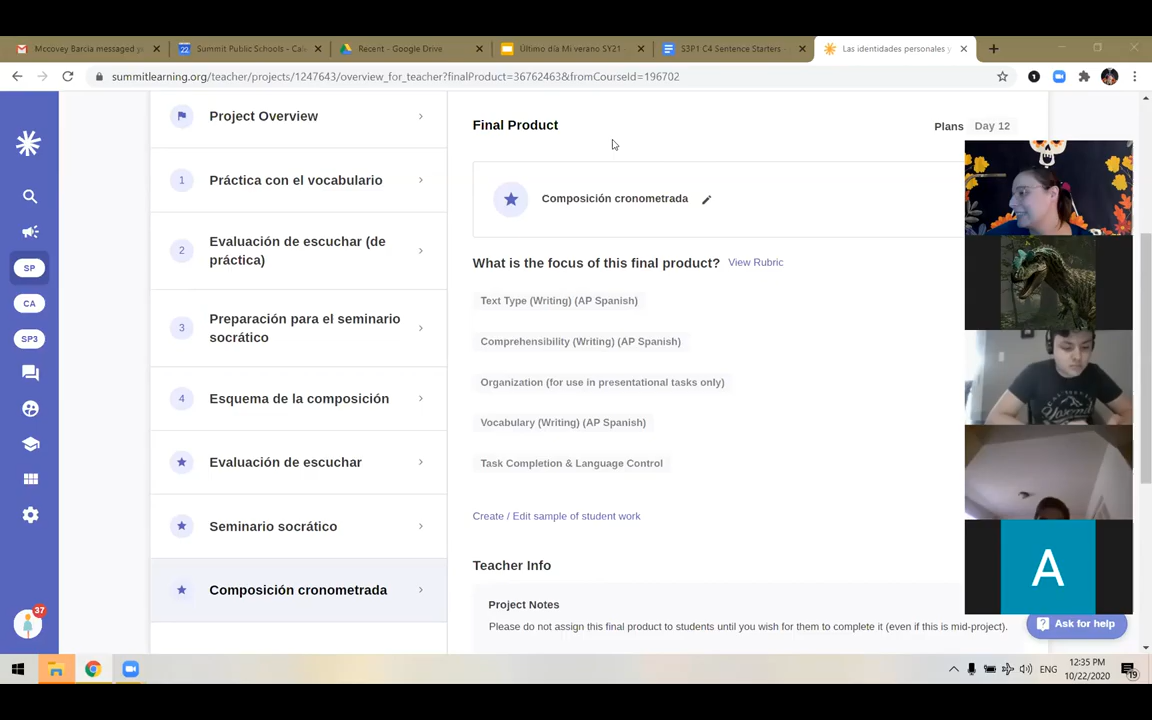 Mccovey Barcia messaged y
Summit Public Schools - Cale
Recent - Google Drive
Último día Mi verano SY21 -
S3P1 C4 Sentence Starters -
Las identidades personales y
summitlearning.org/teacher/projects/1247643/overview_for_teacher?finalProduct=36762463&fromCourseId=196702
SP
CA
SP3
37
Project Overview
1 Práctica con el vocabulario
2 Evaluación de escuchar (de
práctica)
3 Preparación para el seminario
socrático
4 Esquema de la composición
Evaluación de escuchar
Seminario socrático
Composición cronometrada
Final Product
Plans Day 12
Composición cronometrada
What is the focus of this final product? View Rubric
Text Type (Writing) (AP Spanish)
Comprehensibility (Writing) (AP Spanish)
Organization (for use in presentational tasks only)
Vocabulary (Writing) (AP Spanish)
Task Completion & Language Control
Create / Edit sample of student work
Teacher Info
Project Notes
Please do not assign this final product to students until you wish for them to complete it (even if this is mid-project).
A
Ask for help
ENG
12:35 PM
10/22/2020
19